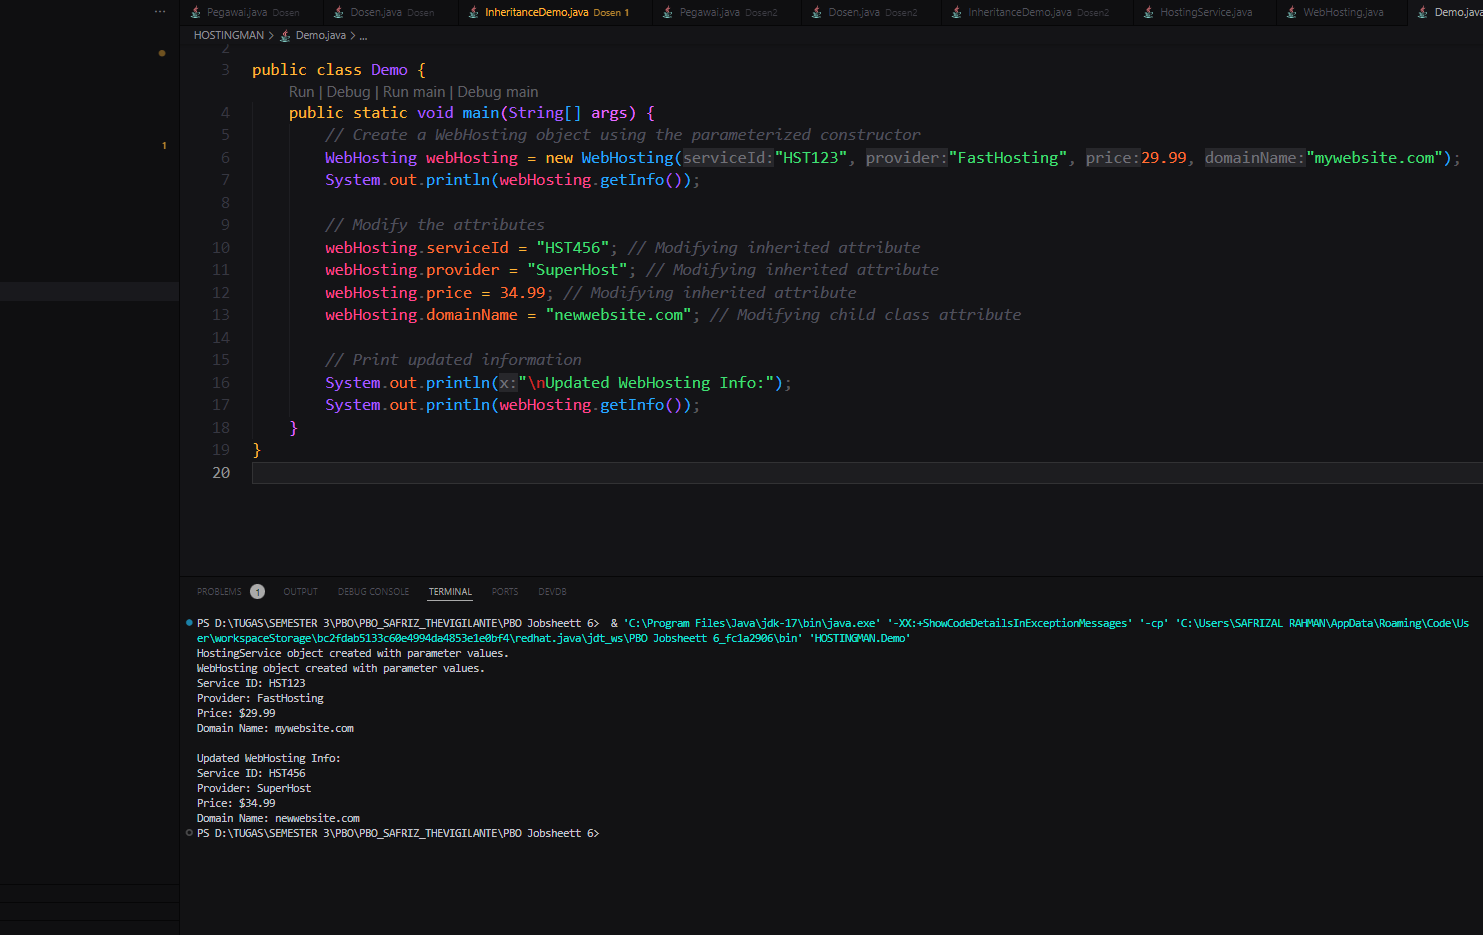 ···
Pegawai.java Dosen
Dosen.java Dosen
InheritanceDemo.java Dosen 1
Pegawai.java Dosen2
Dosen.java Dosen2
InheritanceDemo.java Dosen2
HostingService.java
WebHosting.java
Demo.java
HOSTINGMAN > Demo.java > ...
1
2
3 public class Demo {
Run | Debug | Run main | Debug main
4 public static void main(String[] args) {
5 // Create a WebHosting object using the parameterized constructor
6 WebHosting webHosting = new WebHosting(serviceId:"HST123", provider:"FastHosting", price:29.99, domainName:"mywebsite.com");
7 System.out.println(webHosting.getInfo());
8
9 // Modify the attributes
10 webHosting.serviceId = "HST456"; // Modifying inherited attribute
11 webHosting.provider = "SuperHost"; // Modifying inherited attribute
12 webHosting.price = 34.99; // Modifying inherited attribute
13 webHosting.domainName = "newwebsite.com"; // Modifying child class attribute
14
15 // Print updated information
16 System.out.println(x:"\nUpdated WebHosting Info:");
17 System.out.println(webHosting.getInfo());
18 }
19 }
20
PROBLEMS 1 OUTPUT DEBUG CONSOLE TERMINAL PORTS DEVDB
PS D:\TUGAS\SEMESTER 3\PBO\PBO_SAFRIZ_THEVIGILANTE\PBO Jobsheett 6> & 'C:\Program Files\Java\jdk-17\bin\java.exe' '-XX:+ShowCodeDetailsInExceptionMessages' '-cp' 'C:\Users\SAFRIZAL RAHMAN\AppData\Roaming\Code\Us
er\workspaceStorage\bc2fdab5133c60e4994da4853e1e0bf4\redhat.java\jdt_ws\PBO Jobsheett 6_fc1a2906\bin' 'HOSTINGMAN.Demo'
HostingService object created with parameter values.
WebHosting object created with parameter values.
Service ID: HST123
Provider: FastHosting
Price: $29.99
Domain Name: mywebsite.com
Updated WebHosting Info:
Service ID: HST456
Provider: SuperHost
Price: $34.99
Domain Name: newwebsite.com
PS D:\TUGAS\SEMESTER 3\PBO\PBO_SAFRIZ_THEVIGILANTE\PBO Jobsheett 6>